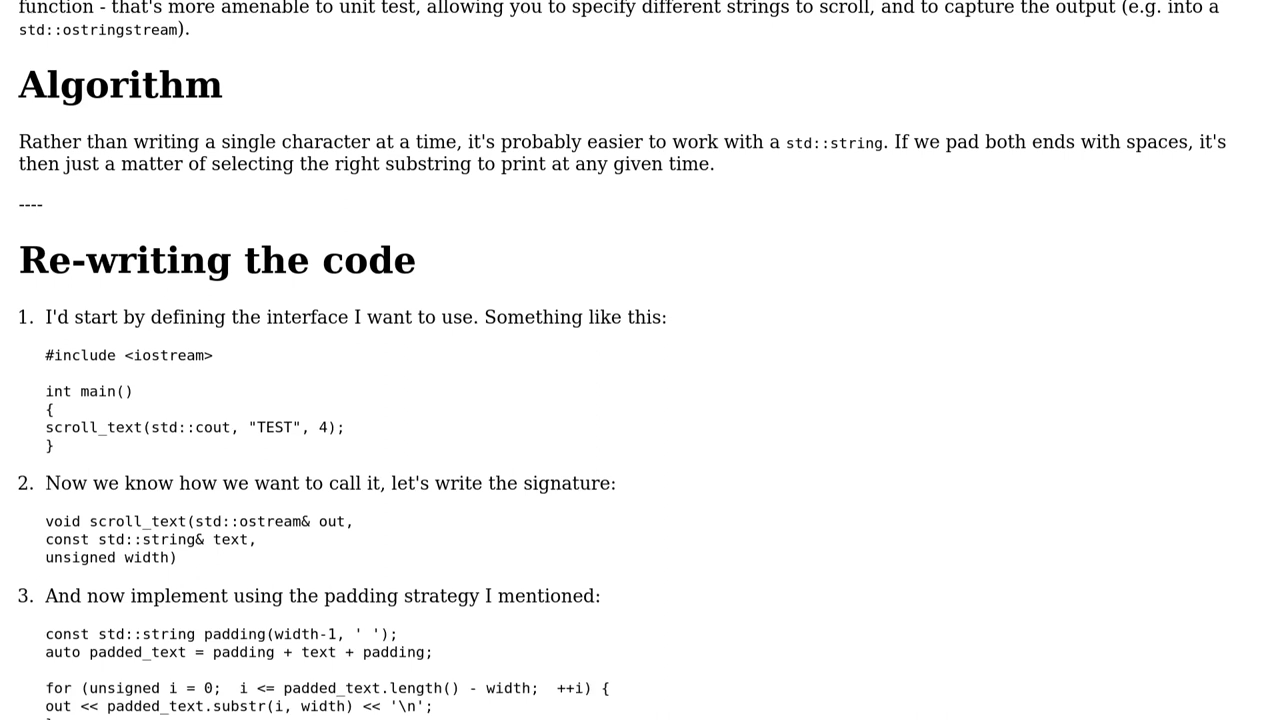 function - that's more amenable to unit test, allowing you to specify different strings to scroll, and to capture the output (e.g. into a
std::ostringstream).
Algorithm
Rather than writing a single character at a time, it's probably easier to work with a std::string. If we pad both ends with spaces, it's
then just a matter of selecting the right substring to print at any given time.
----
Re-writing the code
1. I'd start by defining the interface I want to use. Something like this:
#include <iostream>
int main()
{
scroll_text(std::cout, "TEST", 4);
}
2. Now we know how we want to call it, let's write the signature:
void scroll_text(std::ostream& out,
const std::string& text,
unsigned width)
3. And now implement using the padding strategy I mentioned:
const std::string padding(width-1, ' ');
auto padded_text = padding + text + padding;
for (unsigned i = 0;  i <= padded_text.length() - width;  ++i) {
out << padded_text.substr(i, width) << '\n';